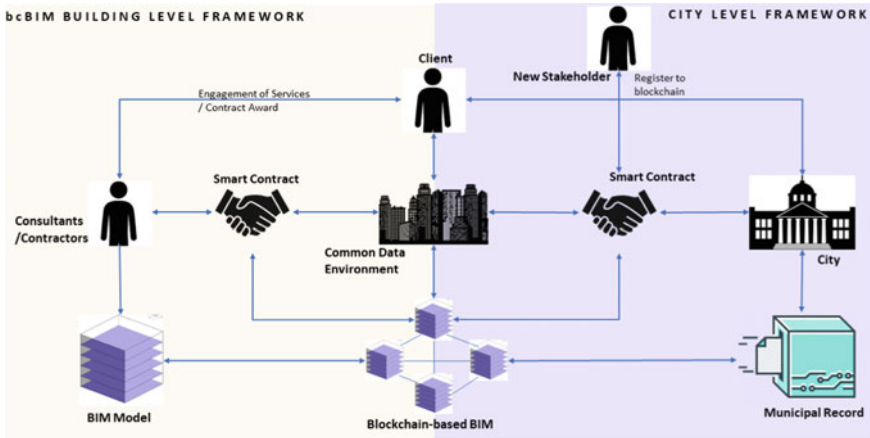 bcBIM BUILDING LEVEL FRAMEWORK
CITY LEVEL FRAMEWORK
Client
New Stakeholder
Register to
blockchain
Engagement of Services
/ Contract Award
Smart Contract
Smart Contract
Consultants
/Contractors
Common Data
Environment
City
BIM Model
Blockchain-based BIM
Municipal Record